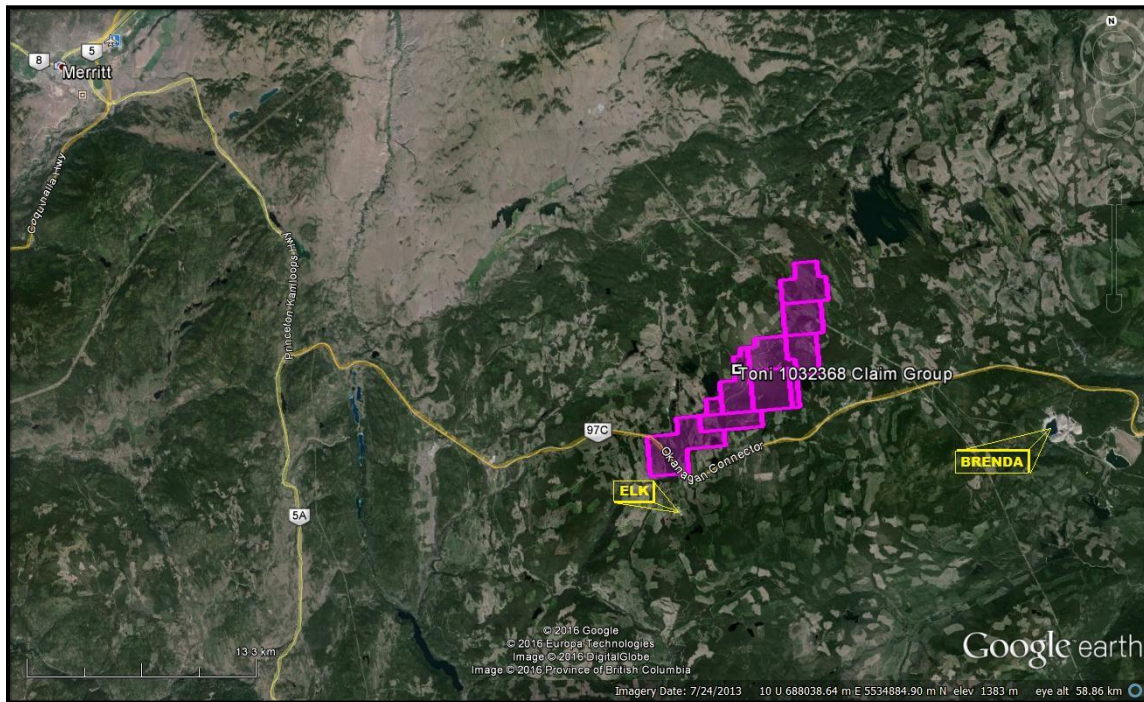 N
5
8
Merritt
Coquihalla Hwy
Princeton Kamloops Hwy
Toni 1032368 Claim Group
97C
Okanagan Connector
BRENDA
ELK
5A
13.3 km
© 2016 Google
© 2016 Europa Technologies
Image © 2016 DigitalGlobe
Image © 2016 Province of British Columbia
Google earth
Imagery Date: 7/24/2013 10 U 688038.64 m E 5534884.90 m N elev 1383 m eye alt 58.86 km